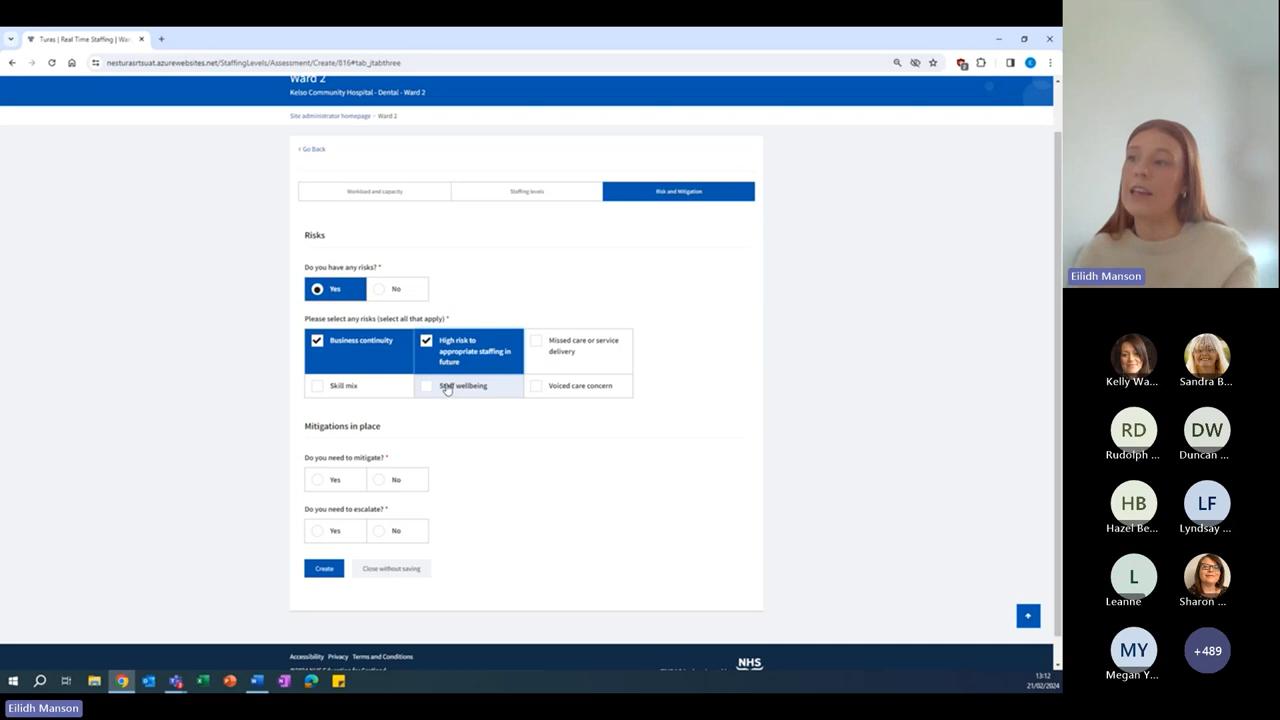 Turas | Real Time Staffing | Wa
nesturasrtsuat.azurewebsites.net/StaffingLevels/Assessment/Create/816#tab_jtabthree
Ward 2
Kelso Community Hospital - Dental - Ward 2
Site administrator homepage > Ward 2
< Go Back
Workload and capacity
Staffing levels
Risk and Mitigation
Risks
Do you have any risks? *
Yes
No
Please select any risks (select all that apply) *
Business continuity
High risk to
appropriate staffing in
future
Missed care or service
delivery
Skill mix
Staff wellbeing
Voiced care concern
Mitigations in place
Do you need to mitigate? *
Yes
No
Do you need to escalate? *
Yes
No
Create
Close without saving
Accessibility Privacy Terms and Conditions
NHS
13:12
21/02/2024
Eilidh Manson
Eilidh Manson
Kelly Wa...
Sandra B...
RD
Rudolph ...
DW
Duncan ...
HB
Hazel Be...
LF
Lyndsay ...
L
Leanne
Sharon ...
MY
Megan Y...
+489